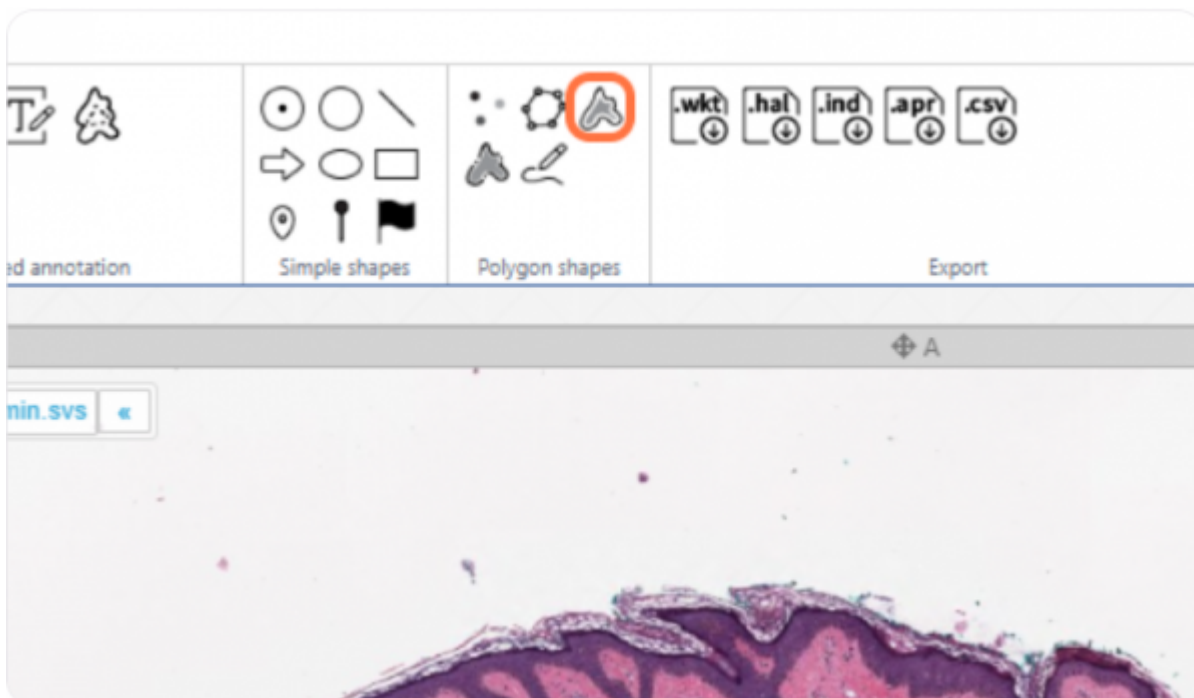 T
.wkt .hal .ind .apr .csv
ed annotation
Simple shapes
Polygon shapes
Export
A
min.svs «